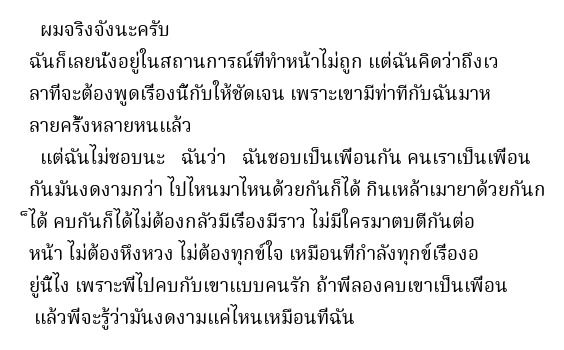 ผมจริงจังนะครับ
ฉันก็เลยนั่งอยู่ในสถานการณ์ที่ทำหน้าไม่ถูก แต่ฉันคิดว่าถึงเว
ลาที่จะต้องพูดเรื่องนี้กับให้ชัดเจน เพราะเขามีท่าทีกับฉันมาห
ลายครั้งหลายหนแล้ว
แต่ฉันไม่ชอบนะ ฉันว่า ฉันชอบเป็นเพื่อนกัน คนเราเป็นเพื่อน
กันมันงดงามกว่า ไปไหนมาไหนด้วยกันก็ได้ กินเหล้าเมายาด้วยกันก
็ได้ คบกันก็ได้ไม่ต้องกลัวมีเรื่องมีราว ไม่มีใครมาตบตีกันต่อ
หน้า ไม่ต้องหึงหวง ไม่ต้องทุกข์ใจ เหมือนที่กำลังทุกข์เรื่องอ
ยู่นี้ไง เพราะพี่ไปคบกับเขาแบบคนรัก ถ้าพี่ลองคบเขาเป็นเพื่อน
แล้วพี่จะรู้ว่ามันงดงามแค่ไหนเหมือนที่ฉัน